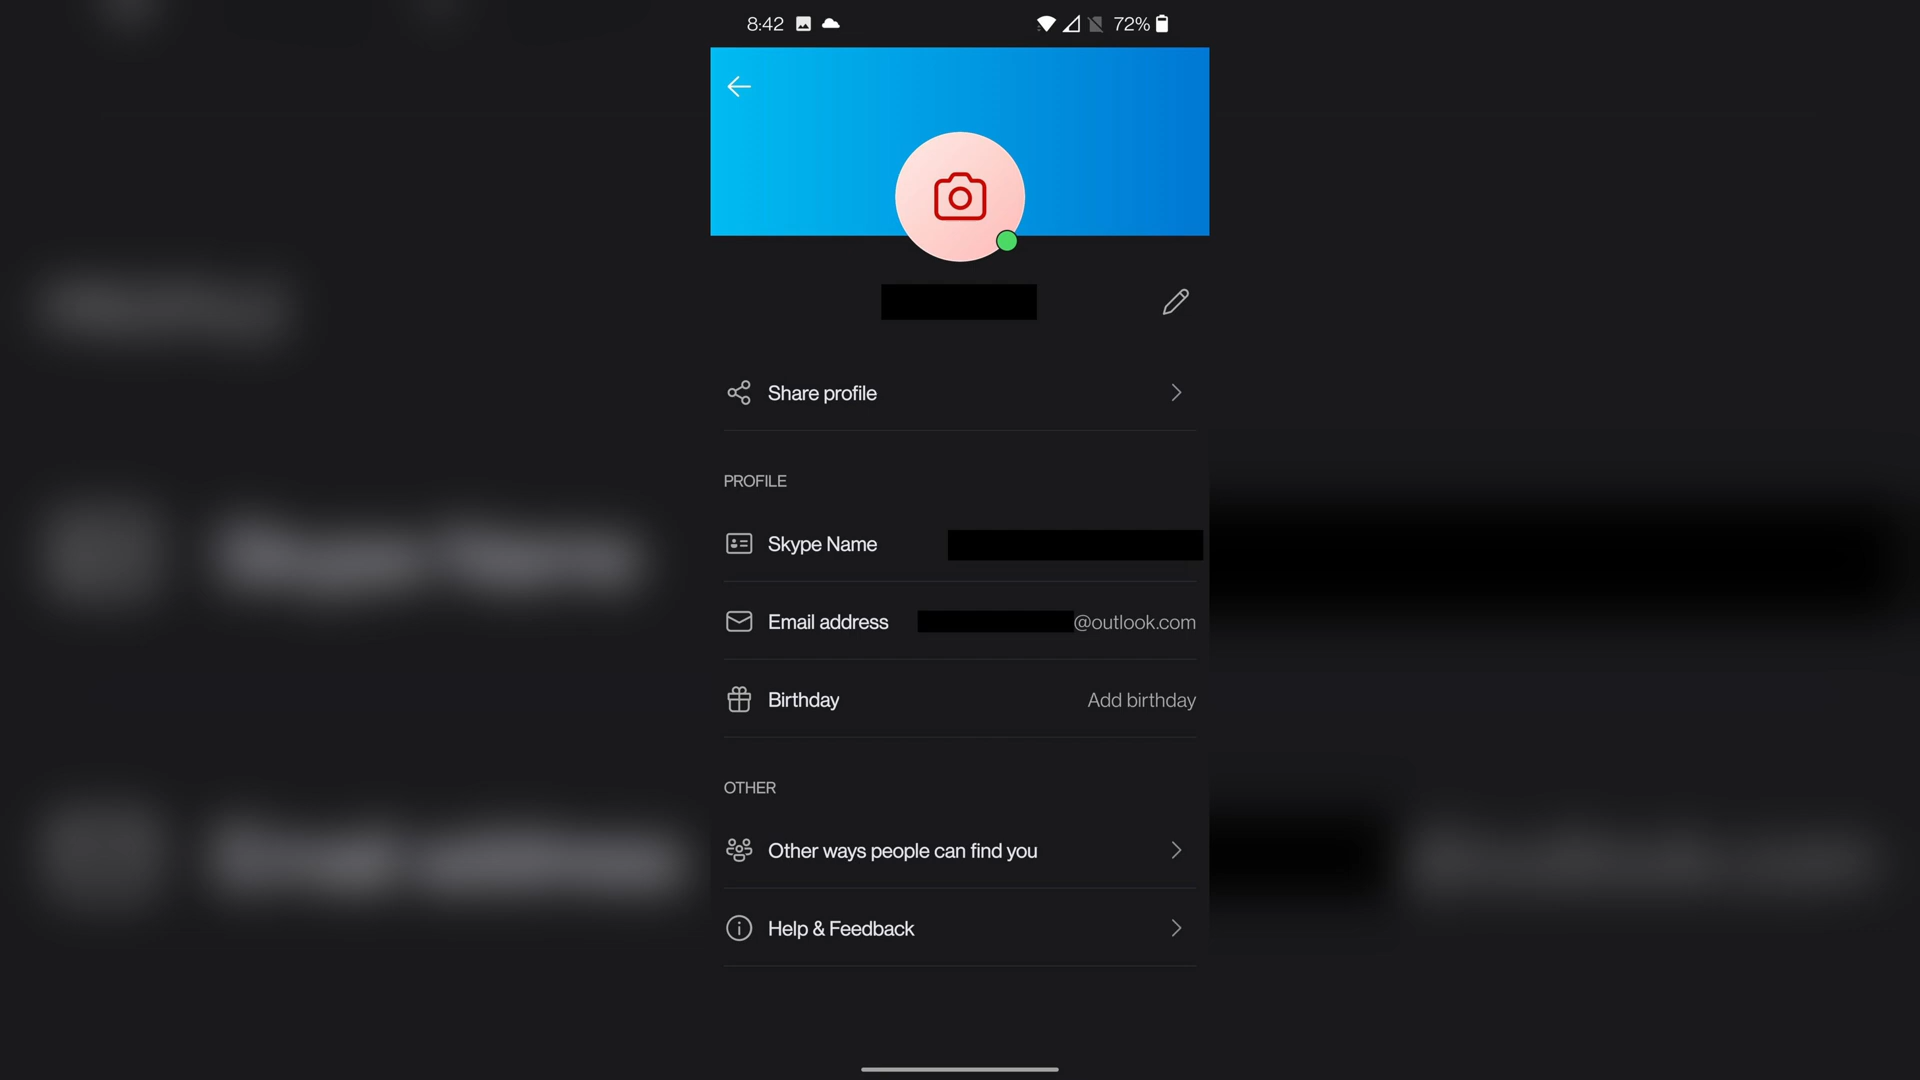 8:42 72%
Share profile
PROFILE
Skype Name
Email address @outlook.com
Birthday Add birthday
OTHER
Other ways people can find you
Help & Feedback